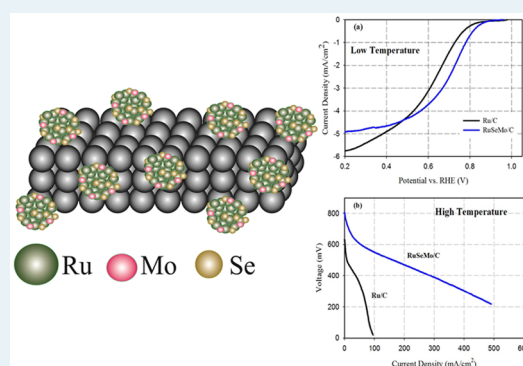 Ru Mo Se
(a)
Low Temperature
Current Density (mA/cm²)
0
-1
-2
-3
-4
-5
-6
Ru/C
RuSeMo/C
0.2 0.4 0.6 0.8 1.0
Potential vs. RHE (V)
(b)
High Temperature
Voltage (mV)
800
600
400
200
0
RuSeMo/C
Ru/C
0 100 200 300 400 500
Current Density (mA/cm²)